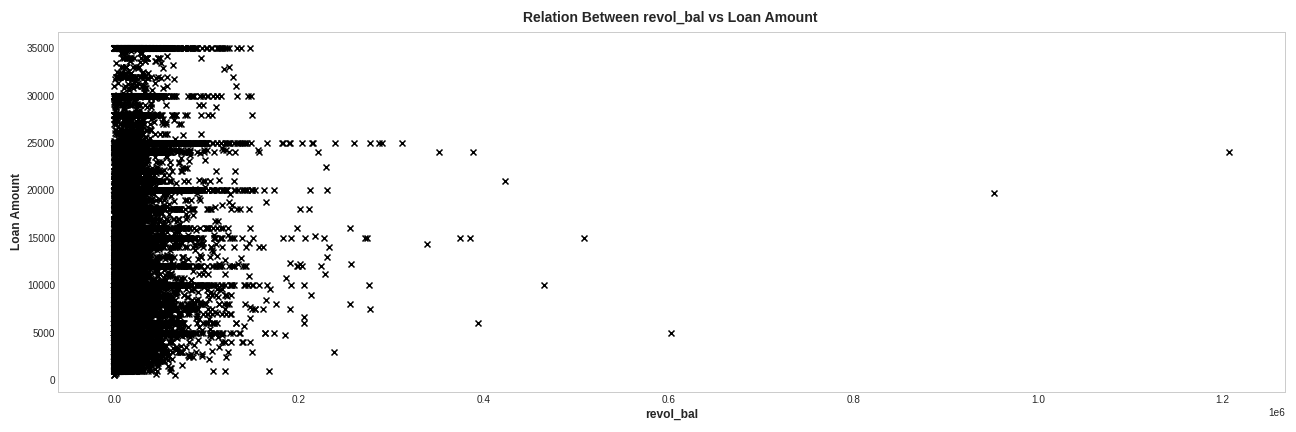 Relation Between revol_bal vs Loan Amount
35000
30000
25000
20000
15000
10000
5000
0
Loan Amount
0.0 0.2 0.4 0.6 0.8 1.0 1.2
1e6
revol_bal